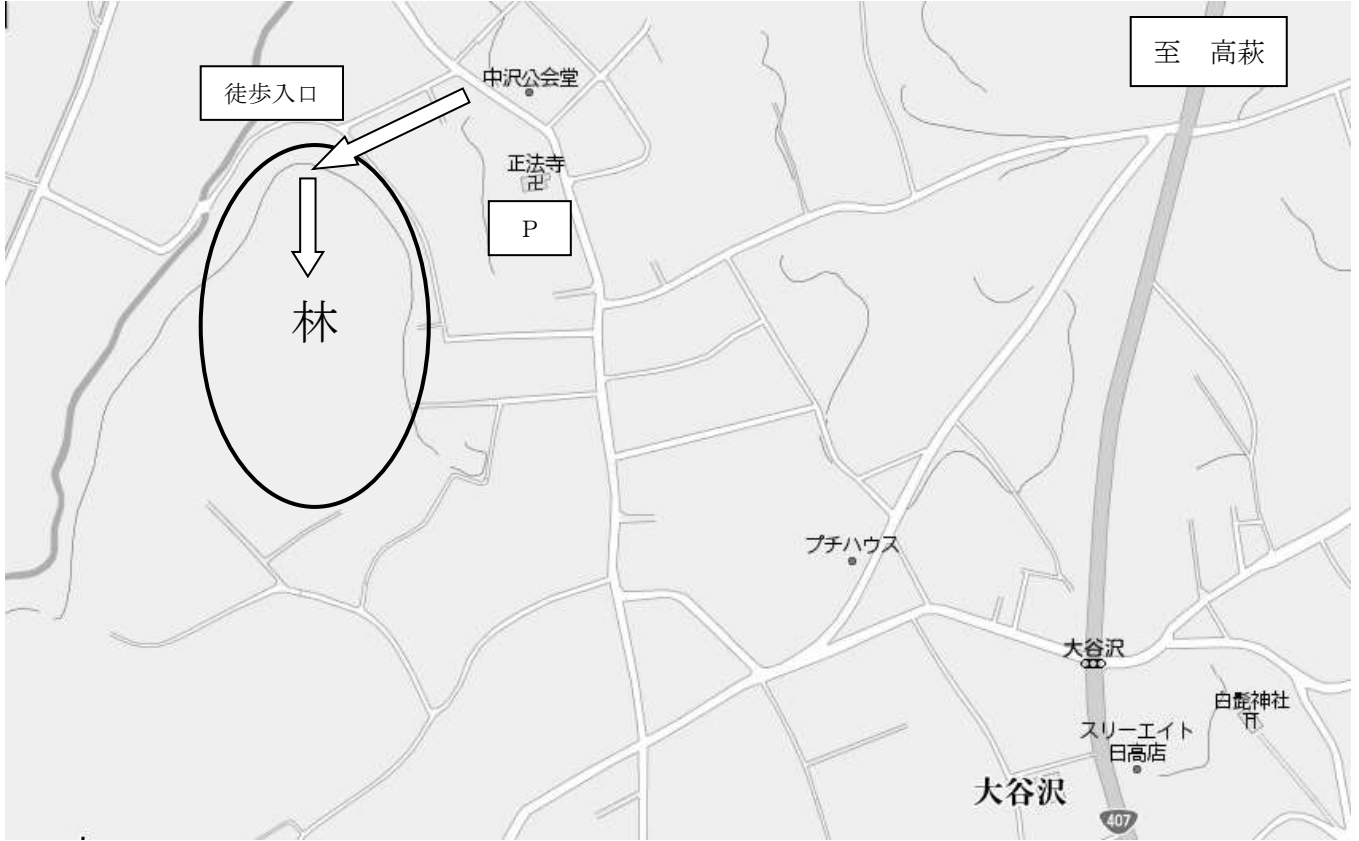 至 高萩
中沢公会堂
徒歩入口
正法寺
P
林
プチハウス
大谷沢
白髭神社
スリーエイト
日高店
大谷沢
407